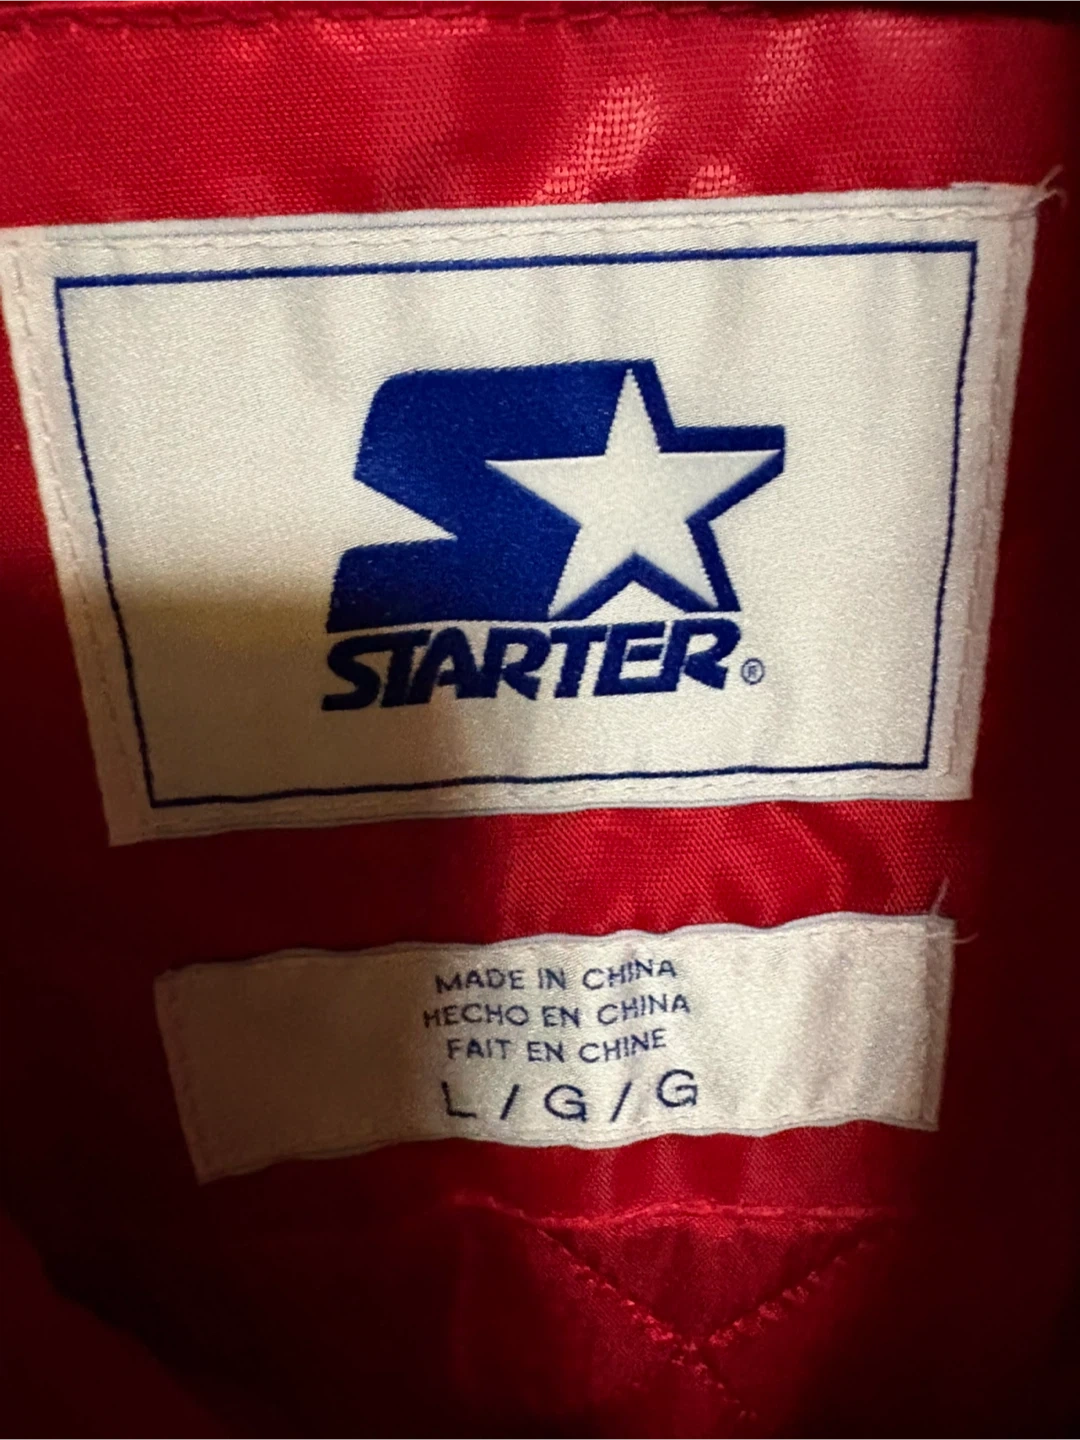 STARTER®
MADE IN CHINA
HECHO EN CHINA
FAIT EN CHINE
L / G / G